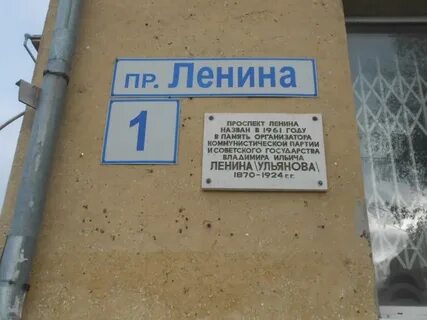 пр. Ленина
1
ПРОСПЕКТ ЛЕНИНА
НАЗВАН В 1961 ГОДУ
В ПАМЯТЬ ОРГАНИЗАТОРА
КОММУНИСТИЧЕСКОЙ ПАРТИИ
И СОВЕТСКОГО ГОСУДАРСТВА
ВЛАДИМИРА ИЛЬИЧА
ЛЕНИНА\УЛЬЯНОВА\
1870-1924 г.г.